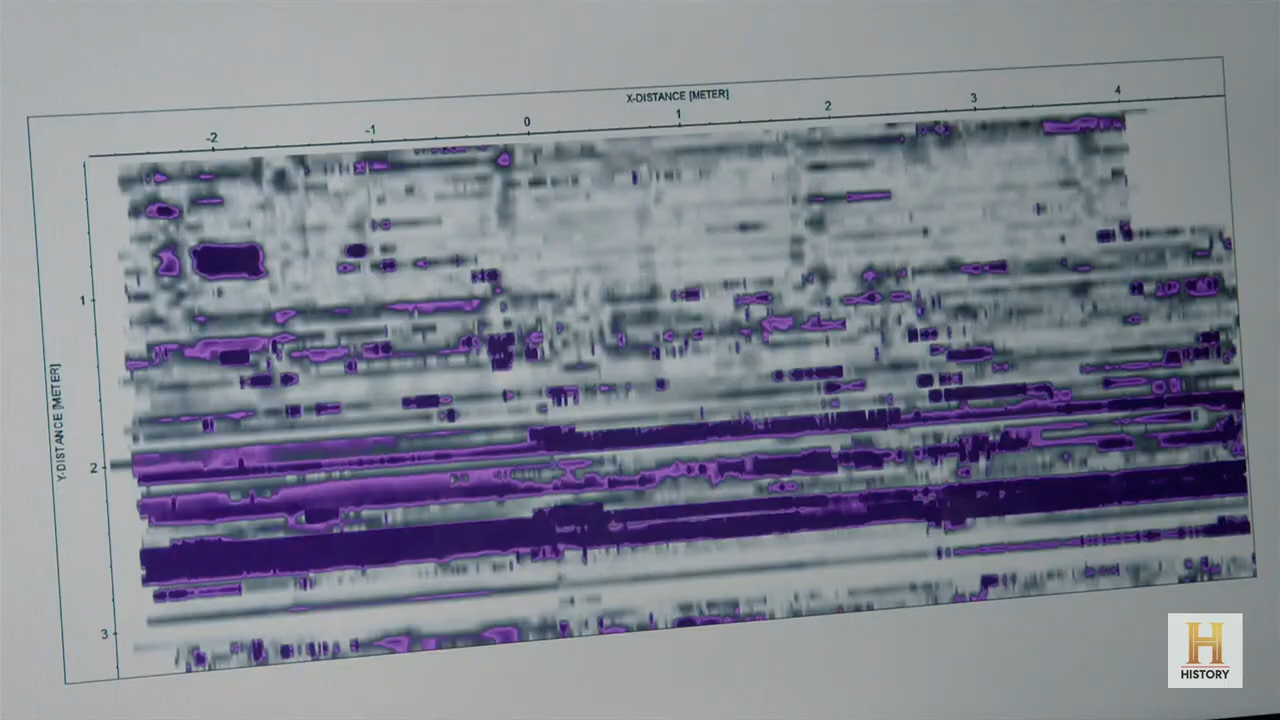 X-DISTANCE [METER]
-2 -1 0 1 2 3 4
Y-DISTANCE [METER]
1
2
3
H
HISTORY